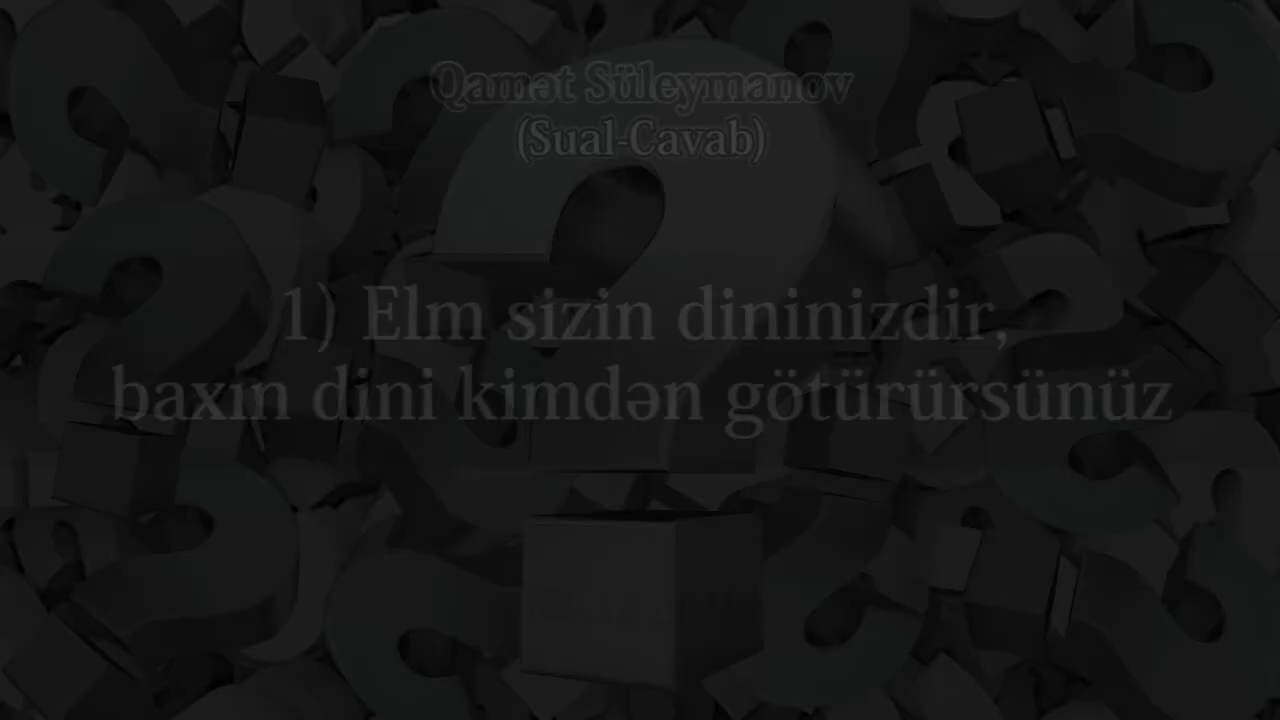 Qamət Süleymanov
(Sual-Cavab)
1) Elm sizin dininizdir,
baxın dini kimdən götürürsünüz